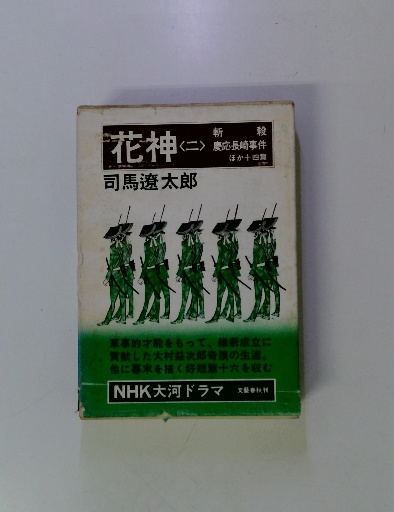 花神〈二〉
斬殺
慶応長崎事件
ほか十四篇
司馬遼太郎
軍事的才能をもって、維新成立に
貢献した大村益次郎奇蹟の生涯。
他に幕末を描く好短篇十六を収む
NHK大河ドラマ 文藝春秋刊